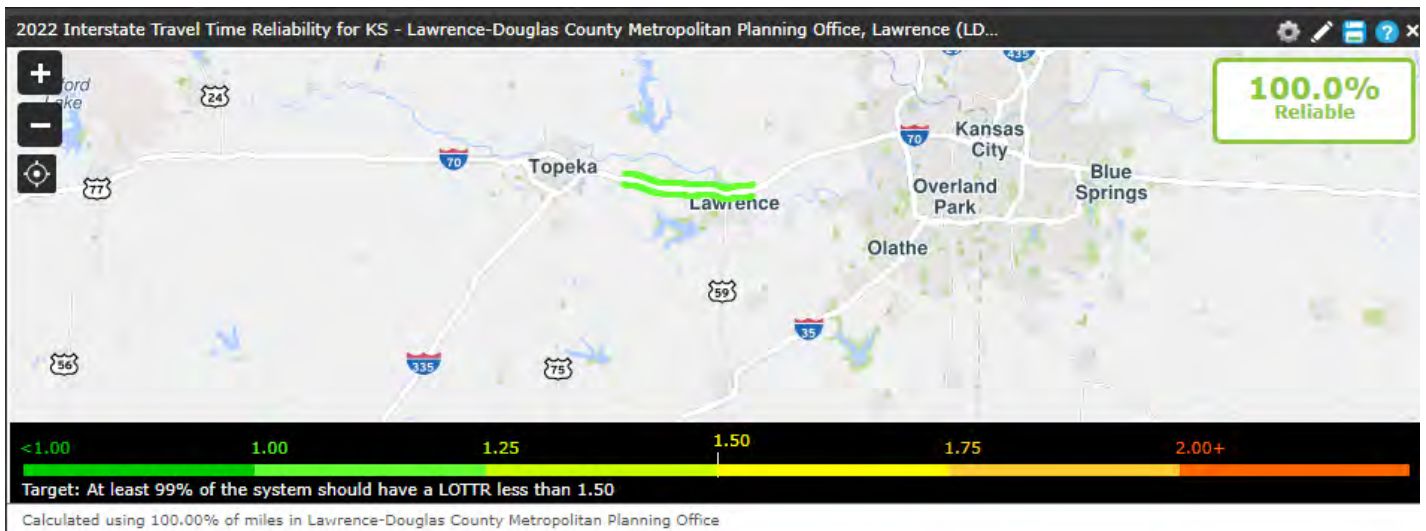 2022 Interstate Travel Time Reliability for KS - Lawrence-Douglas County Metropolitan Planning Office, Lawrence (LD...
+
ford
Lake
−
24
435
100.0%
Reliable
70
Kansas
City
70
Topeka
77
Blue
Springs
Overland
Park
Lawrence
Olathe
59
35
56
335
75
<1.00 1.00 1.25 1.50 1.75 2.00+
Target: At least 99% of the system should have a LOTTR less than 1.50
Calculated using 100.00% of miles in Lawrence-Douglas County Metropolitan Planning Office